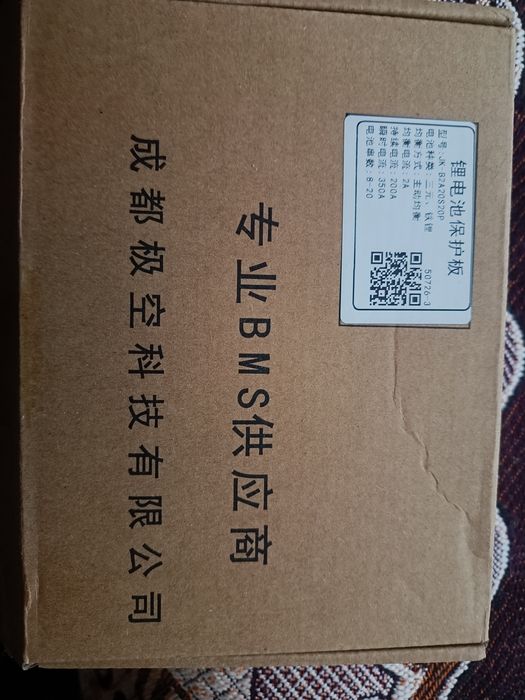 锂电池保护板
型号:JK-B2A20S20P
电池种类:三元、铁锂
均衡方式:主动均衡
均衡电流:2A
持续电流:200A
瞬时电流:350A
电池串数:8-20
50726-3
专业BMS供应商
成都极空科技有限公司